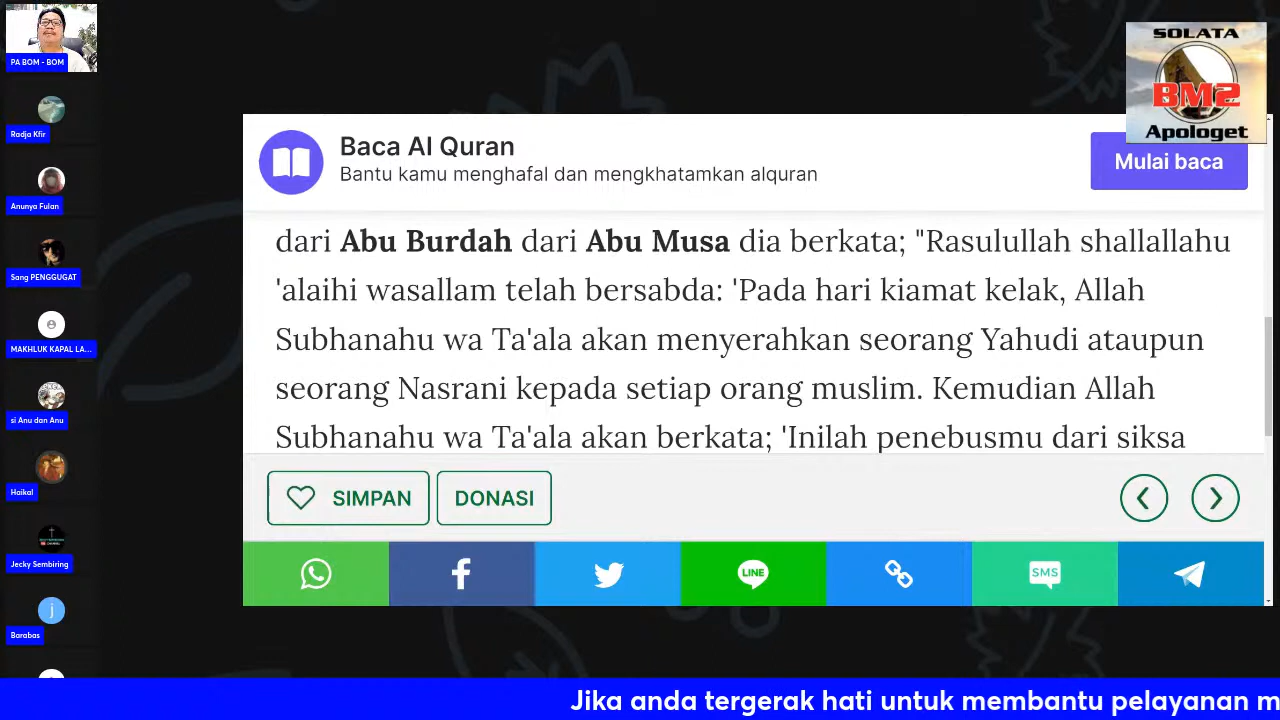 PA BOM - BOM
Radja Kfir
Anunya Fulan
Sang PENGGUGAT
MAKHLUK KAPAL LA...
si Anu dan Anu
Haikal
Jecky Sembiring
j
Barabas
SOLATA
BM2
Apologet
Baca Al Quran
Bantu kamu menghafal dan mengkhatamkan alquran
Mulai baca
dari Abu Burdah dari Abu Musa dia berkata; "Rasulullah shallallahu
'alaihi wasallam telah bersabda: 'Pada hari kiamat kelak, Allah
Subhanahu wa Ta'ala akan menyerahkan seorang Yahudi ataupun
seorang Nasrani kepada setiap orang muslim. Kemudian Allah
Subhanahu wa Ta'ala akan berkata; 'Inilah penebusmu dari siksa
SIMPAN
DONASI
LINE
SMS
Jika anda tergerak hati untuk membantu pelayanan m